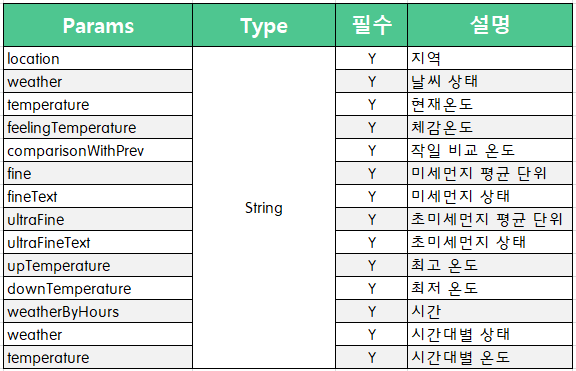 Params Type 필수 설명
location Y 지역
weather Y 날씨 상태
temperature Y 현재온도
feelingTemperature Y 체감온도
comparisonWithPrev Y 작일 비교 온도
fine Y 미세먼지 평균 단위
fineText Y 미세먼지 상태
String
ultraFine Y 초미세먼지 평균 단위
ultraFineText Y 초미세먼지 상태
upTemperature Y 최고 온도
downTemperature Y 최저 온도
weatherByHours Y 시간
weather Y 시간대별 상태
temperature Y 시간대별 온도